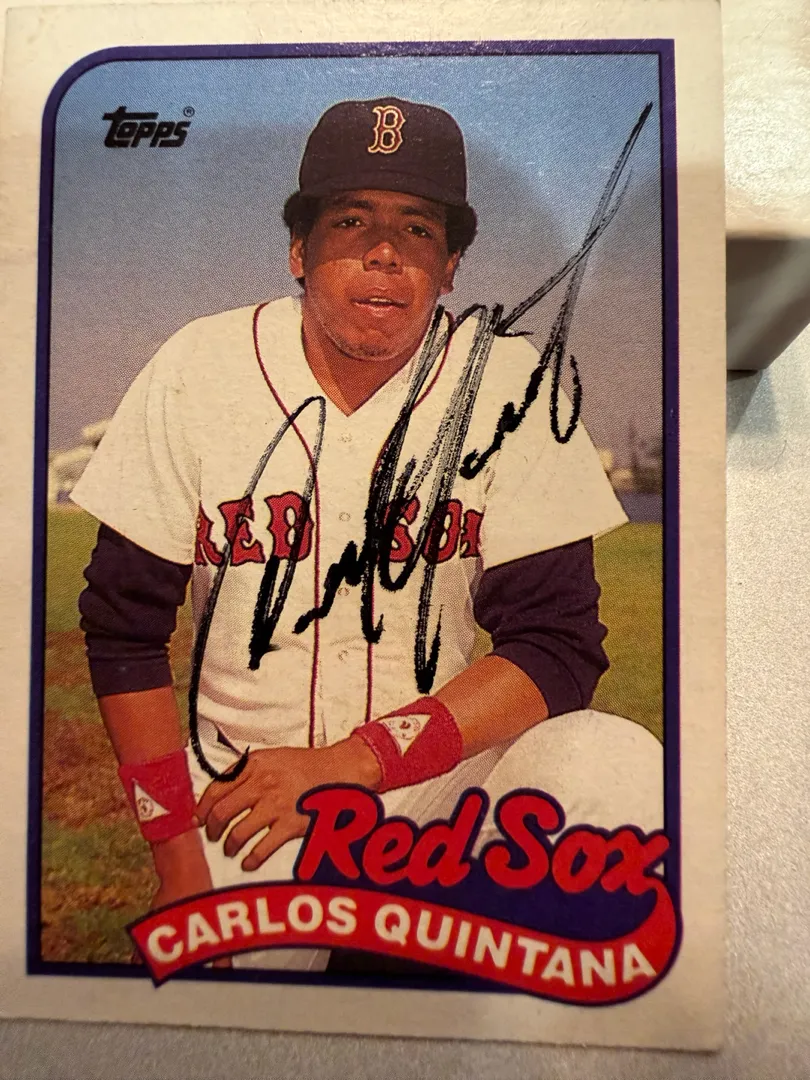 Topps®
B
RED SOX
Red Sox
CARLOS QUINTANA